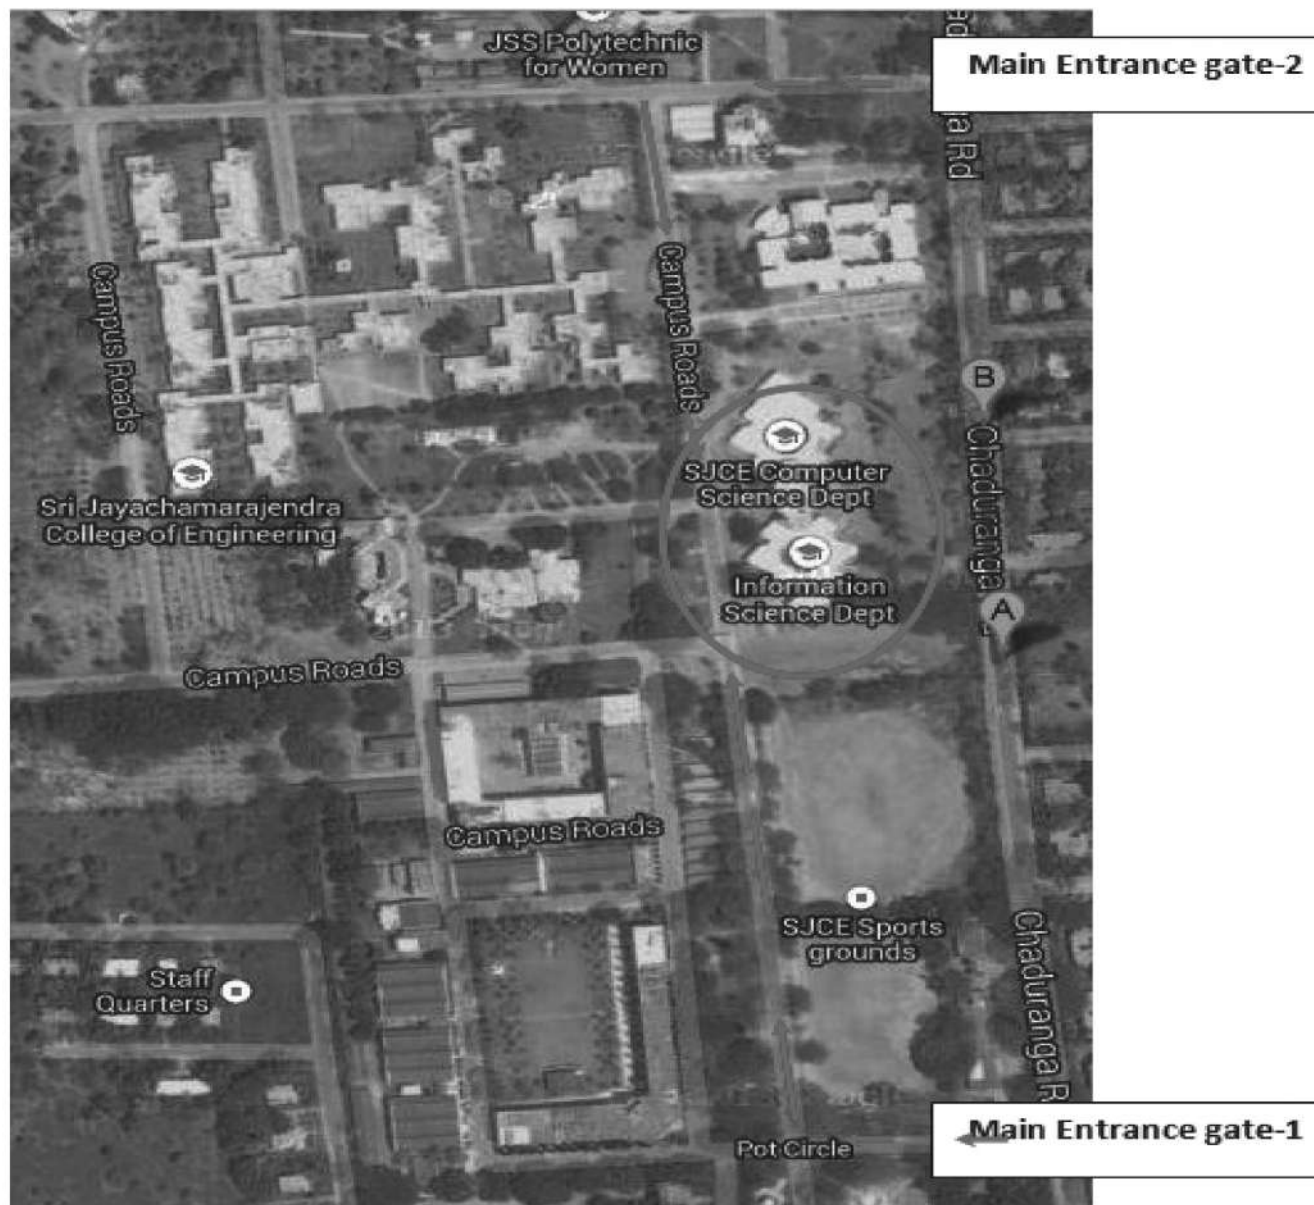 JSS Polytechnic
for Women
Main Entrance gate-2
Rd
Campus Roads
Campus Roads
B
SJCE Computer
Science Dept
Sri Jayachamarajendra
College of Engineering
Chaduranga
Information
Science Dept
A
Campus Roads
Campus Roads
SJCE Sports
grounds
Chaduranga R
Staff
Quarters
Main Entrance gate-1
Pot Circle